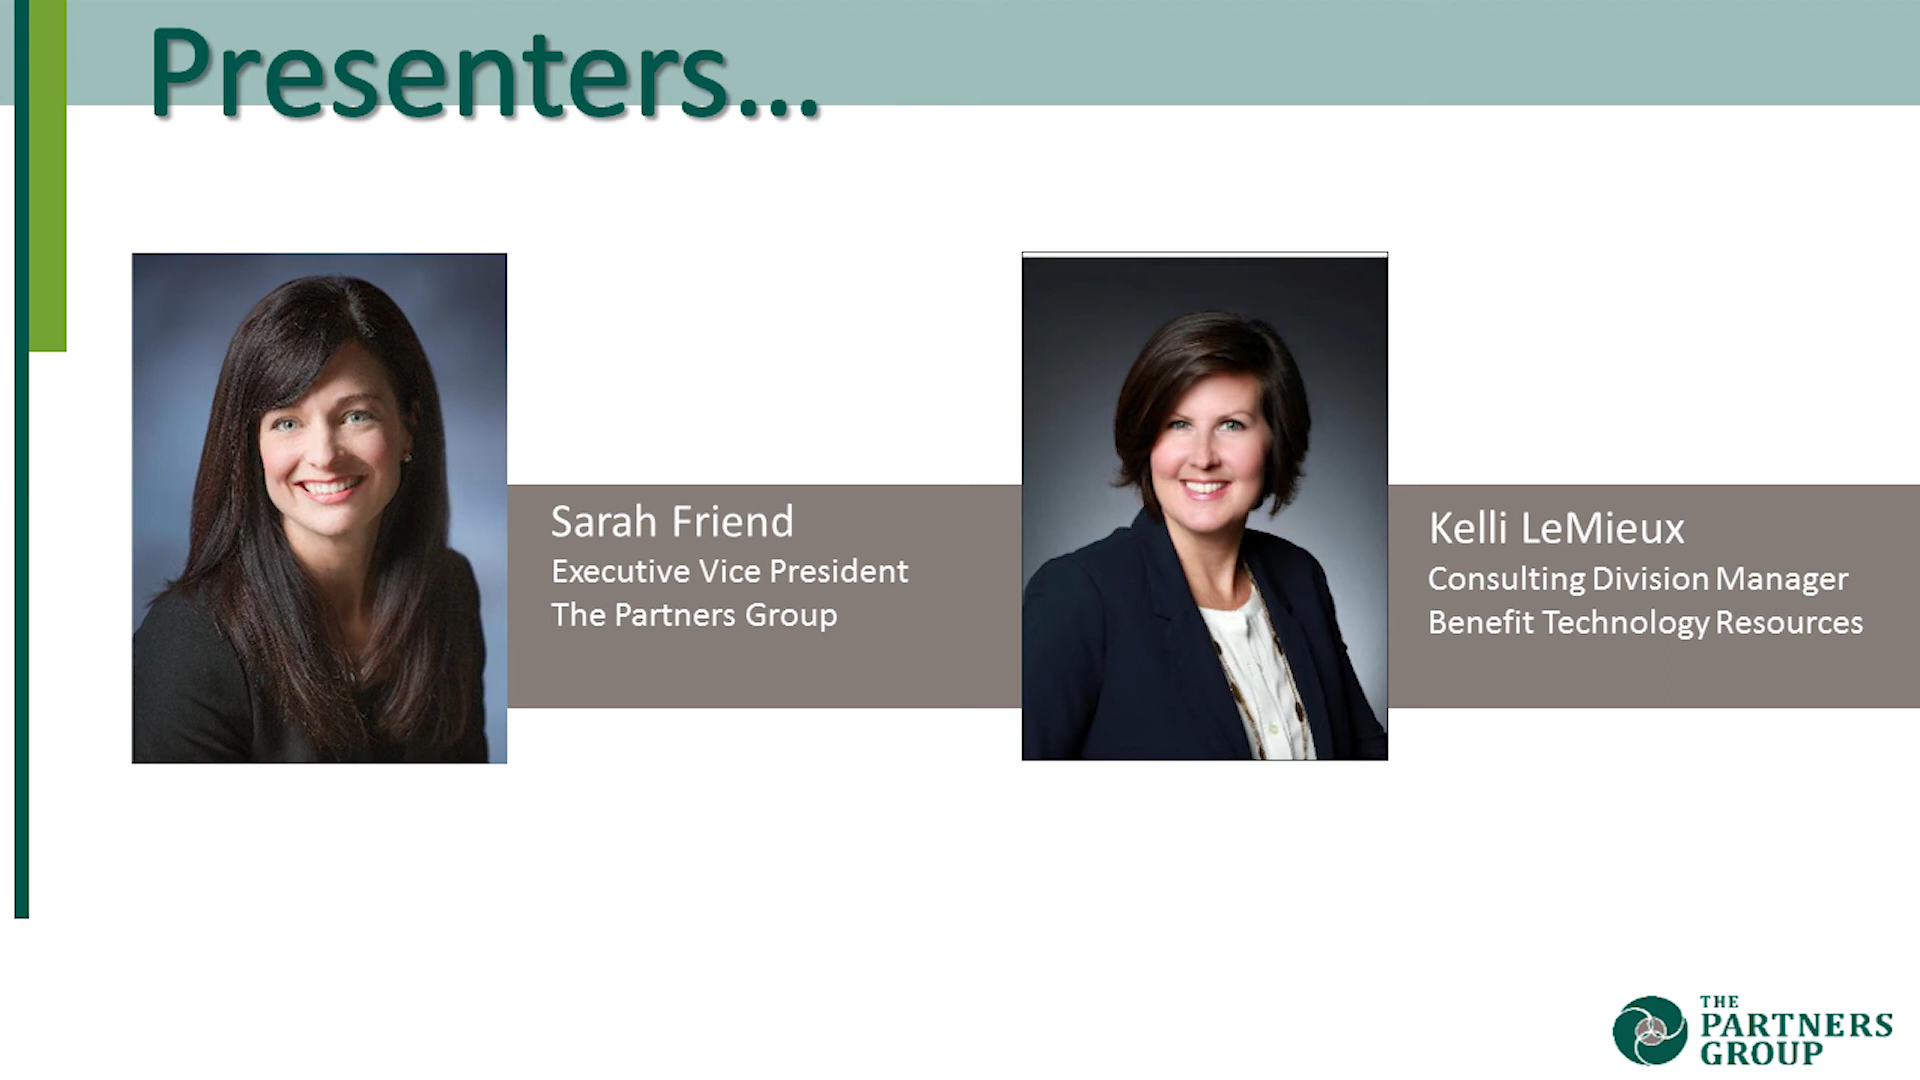 Presenters...
Sarah Friend
Executive Vice President
The Partners Group
Kelli LeMieux
Consulting Division Manager
Benefit Technology Resources
THE
PARTNERS
GROUP